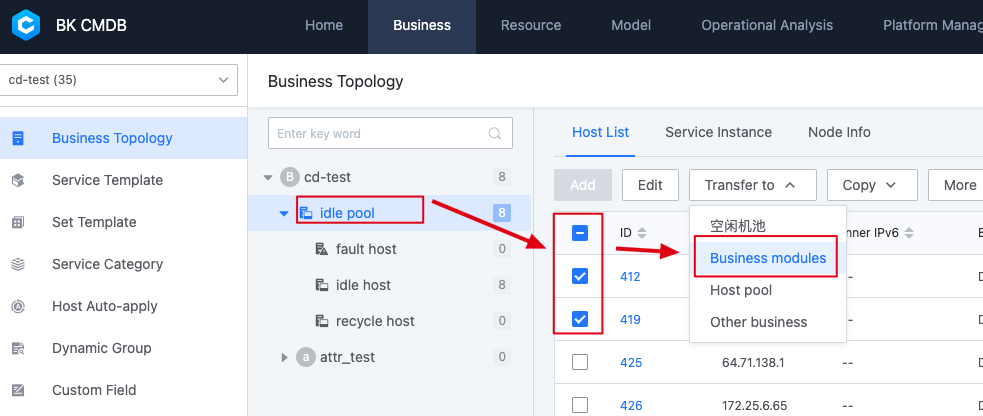 BK CMDB Home Business Resource Model Operational Analysis Platform Manag
cd-test (35)
Business Topology
Service Template
Set Template
Service Category
Host Auto-apply
Dynamic Group
Custom Field
Business Topology
Enter key word
B cd-test 8
idle pool 8
fault host 0
idle host 8
recycle host 0
a attr_test 0
Host List Service Instance Node Info
Add Edit Transfer to Copy More
空闲机池
Business modules
Host pool
Other business
ID nner IPv6
412 --
419 --
425 64.71.138.1 --
426 172.25.6.65 --